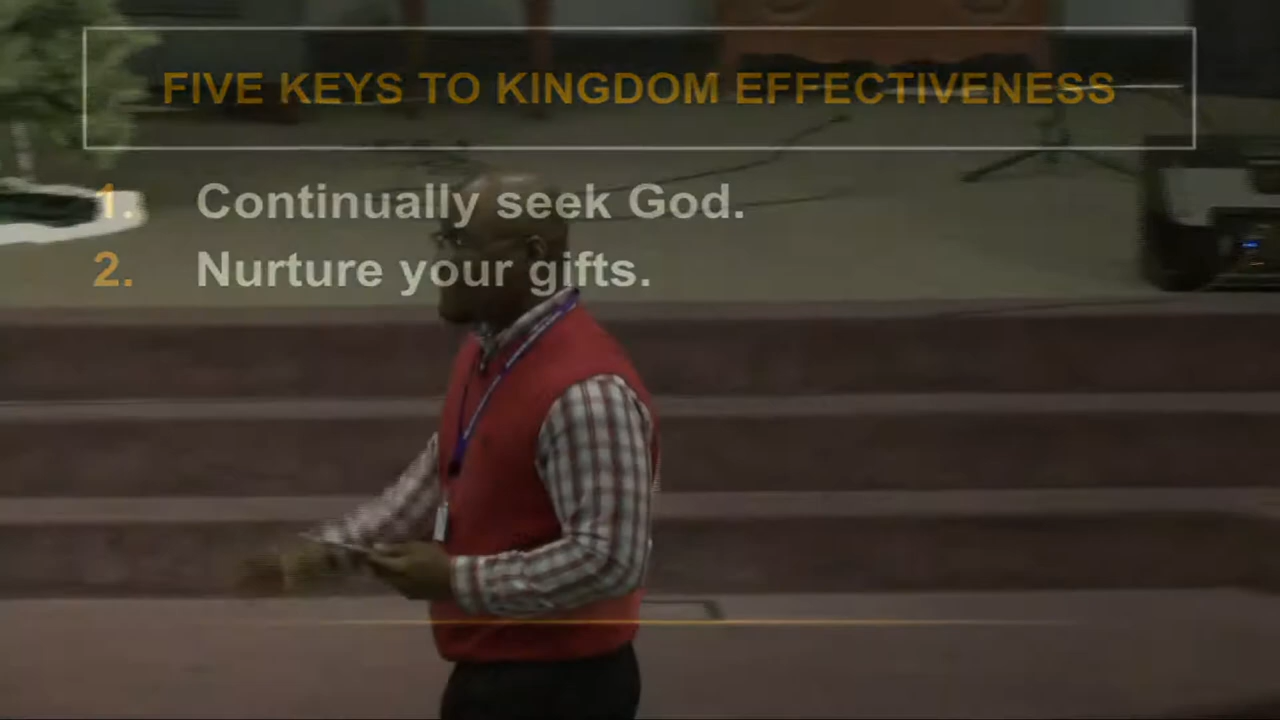 FIVE KEYS TO KINGDOM EFFECTIVENESS
1. Continually seek God.
2. Nurture your gifts.